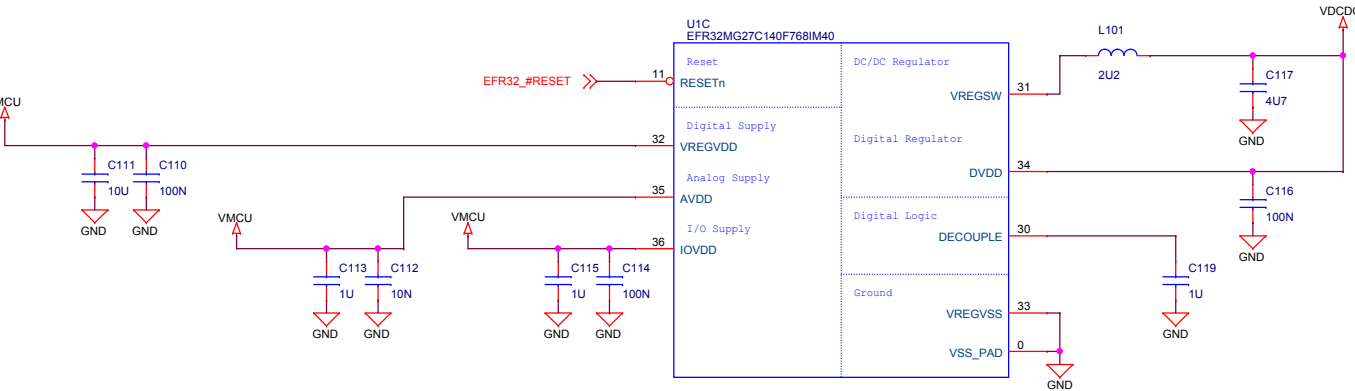 VDCDC
U1C
EFR32MG27C140F768IM40
L101
2U2
Reset
DC/DC Regulator
EFR32_#RESET
11
RESETn
31
VREGSW
C117
4U7
GND
MCU
Digital Supply
32
VREGVDD
Digital Regulator
C111
10U
C110
100N
GND
GND
Analog Supply
35
AVDD
34
DVDD
C116
100N
GND
VMCU
VMCU
I/O Supply
36
IOVDD
Digital Logic
30
DECOUPLE
C113
1U
C112
10N
GND
GND
C115
1U
C114
100N
GND
GND
C119
1U
GND
Ground
33
VREGVSS
0
VSS_PAD
GND